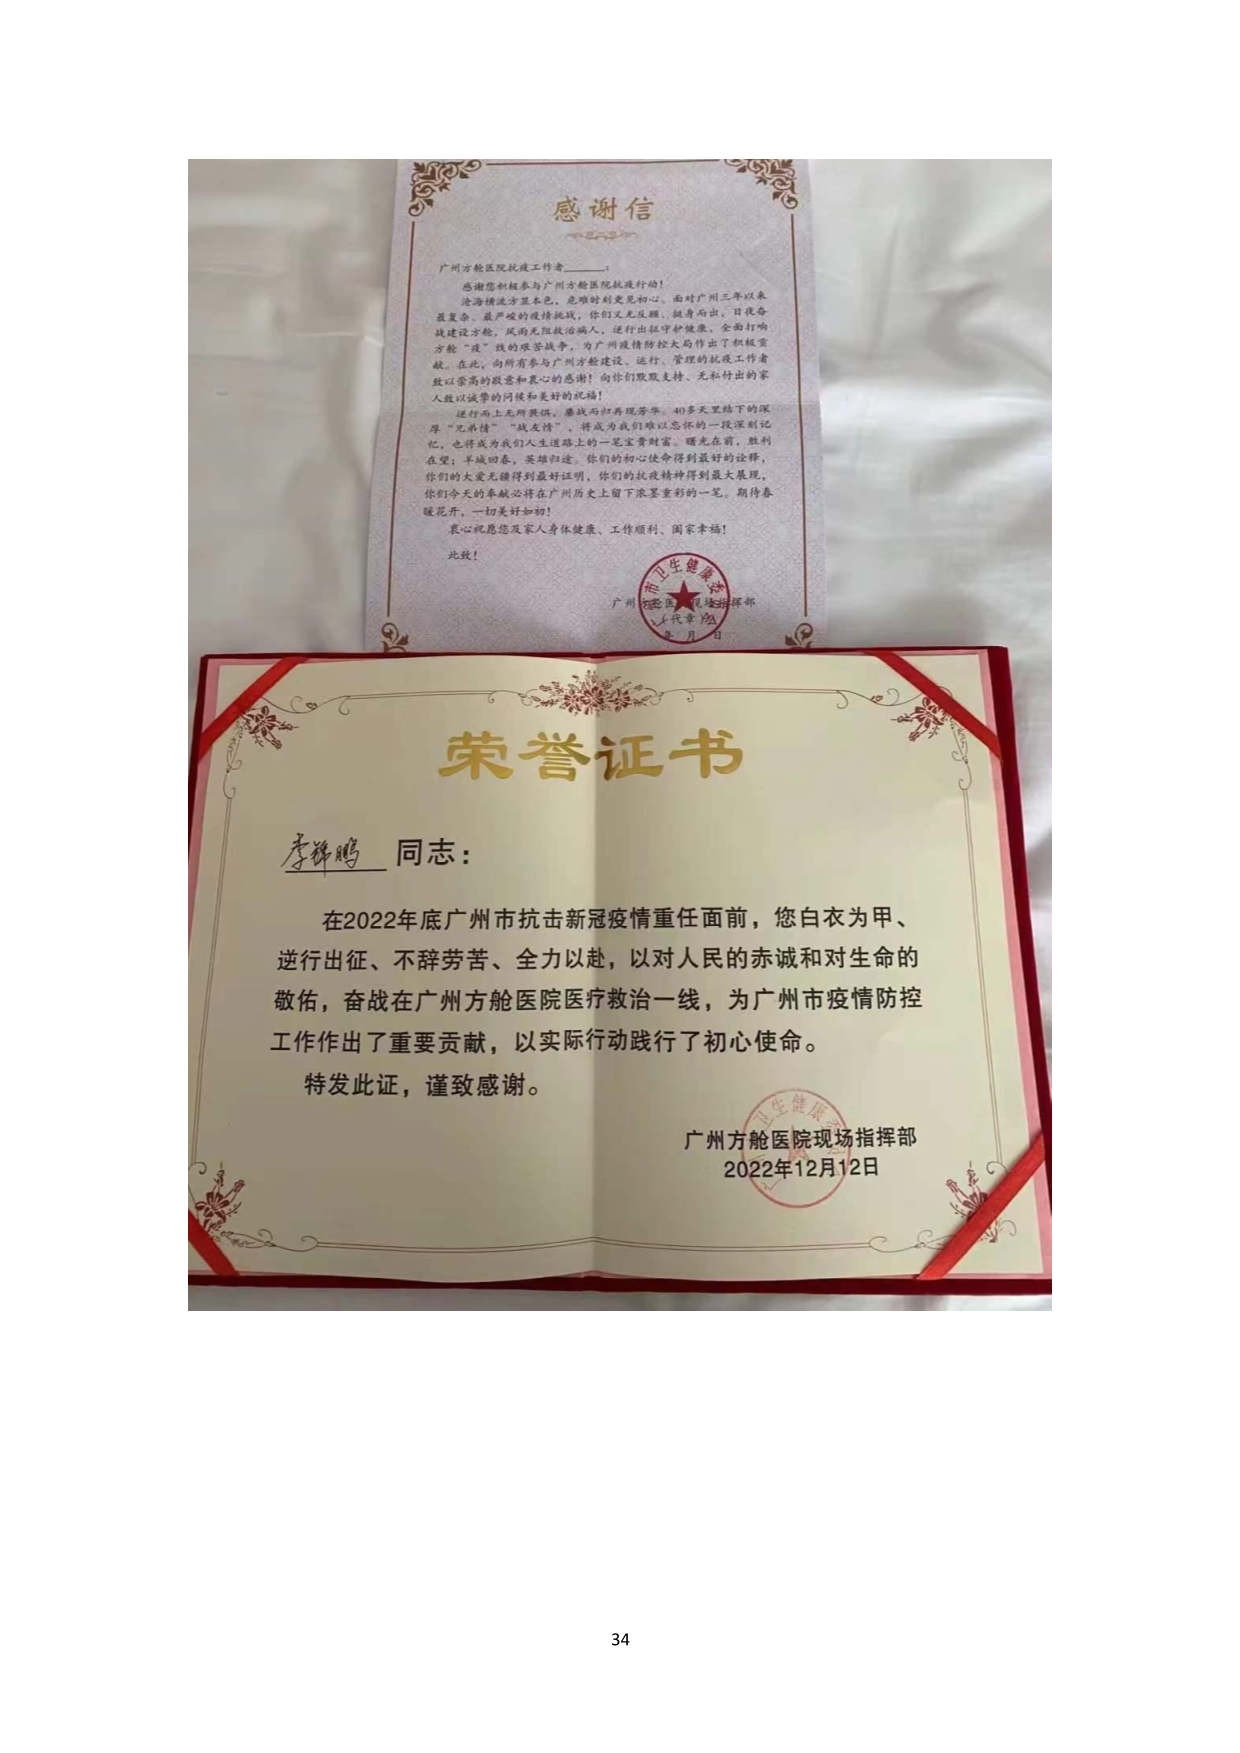 感谢信
广州方舱医院抗疫工作者______:
感谢您积极参与广州方舱医院抗疫行动!
沧海横流方显本色,危难时刻更见初心。面对广州三年以来
最复杂、最严峻的疫情挑战,你们义无反顾、挺身而出,日夜奋
战建设方舱,风雨无阻救治病人,逆行出征守护健康,全面打响
方舱“疫”线的艰苦战争,为广州疫情防控大局作出了积极贡
献。在此,向所有参与广州方舱建设、运行、管理的抗疫工作者
致以崇高的敬意和衷心的感谢!向你们默默支持、无私付出的家
人致以诚挚的问候和美好的祝福!
逆行而上无所畏惧,鏖战而归再现芳华。40多天里结下的深
厚“兄弟情”“战友情”,将成为我们难以忘怀的一段深刻记
忆,也将成为我们人生道路上的一笔宝贵财富。曙光在前,胜利
在望;羊城回春,英雄归途。你们的初心使命得到最好的诠释,
你们的大爱无疆得到最好证明,你们的抗疫精神得到最大展现,
你们今天的奉献必将在广州历史上留下浓墨重彩的一笔。期待春
暖花开,一切美好如初!
衷心祝愿您及家人身体健康、工作顺利、阖家幸福!
此致!
市卫生健康委
广州方舱医院现场指挥部
(代章)
年 月 日
荣誉证书
李锦鹏 同志:
在2022年底广州市抗击新冠疫情重任面前,您白衣为甲、
逆行出征、不辞劳苦、全力以赴,以对人民的赤诚和对生命的
敬佑,奋战在广州方舱医院医疗救治一线,为广州市疫情防控
工作作出了重要贡献,以实际行动践行了初心使命。
特发此证,谨致感谢。
卫生健康委
广州方舱医院现场指挥部
2022年12月12日
34